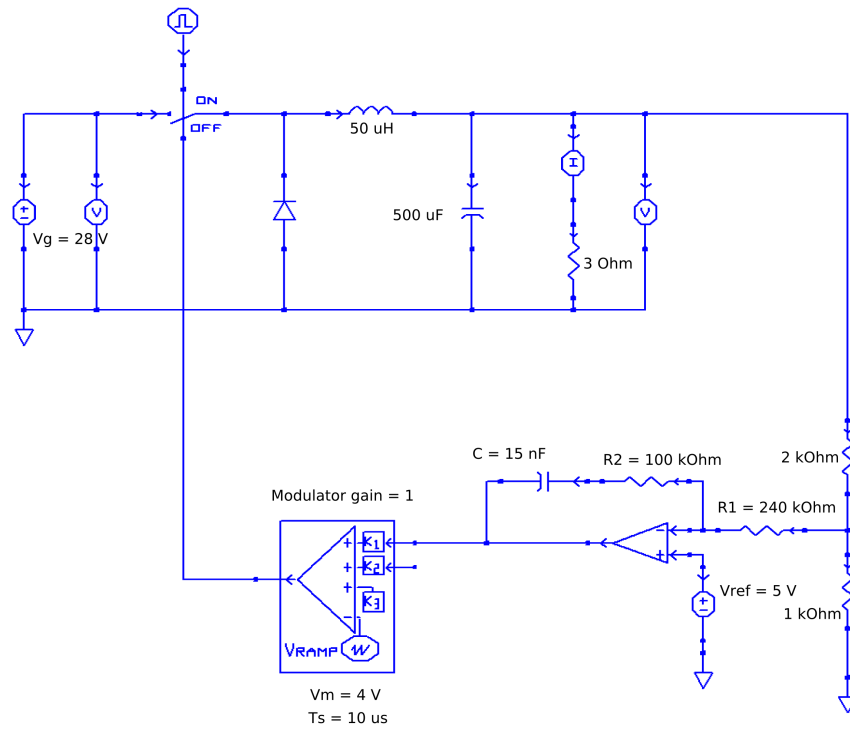 ON
OFF
50 uH
500 uF
Vg = 28 V
3 Ohm
C = 15 nF
R2 = 100 kOhm
2 kOhm
Modulator gain = 1
R1 = 240 kOhm
K1
K2
K3
Vref = 5 V
1 kOhm
VRAMP
Vm = 4 V
Ts = 10 us
V
I
V